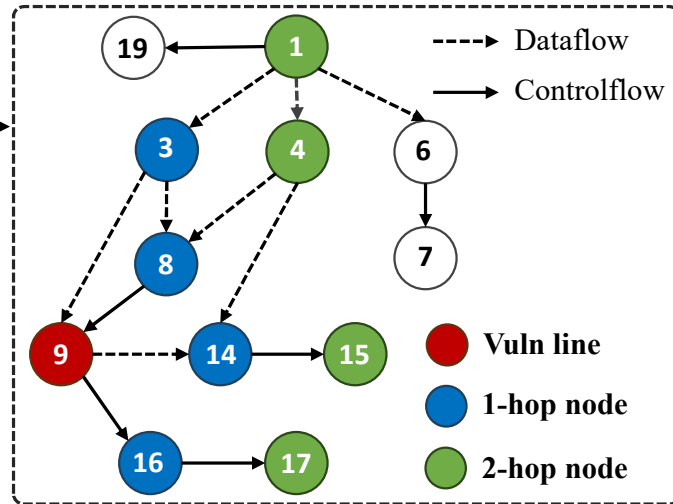 19
1
Dataflow
Controlflow
3
4
6
8
7
9
14
15
Vuln line
1-hop node
16
17
2-hop node